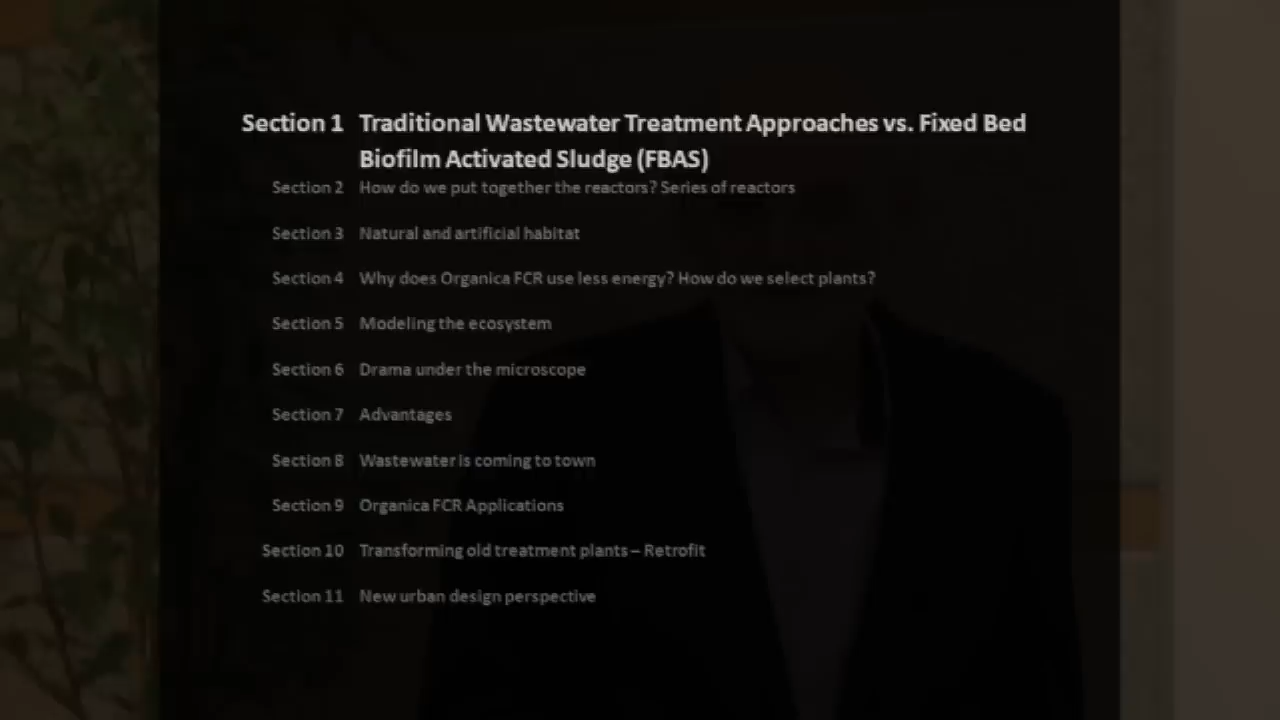 Section 1 Traditional Wastewater Treatment Approaches vs. Fixed Bed
Biofilm Activated Sludge (FBAS)
Section 2 How do we put together the reactors? Series of reactors
Section 3 Natural and artificial habitat
Section 4 Why does Organica FCR use less energy? How do we select plants?
Section 5 Modeling the ecosystem
Section 6 Drama under the microscope
Section 7 Advantages
Section 8 Wastewater is coming to town
Section 9 Organica FCR Applications
Section 10 Transforming old treatment plants – Retrofit
Section 11 New urban design perspective